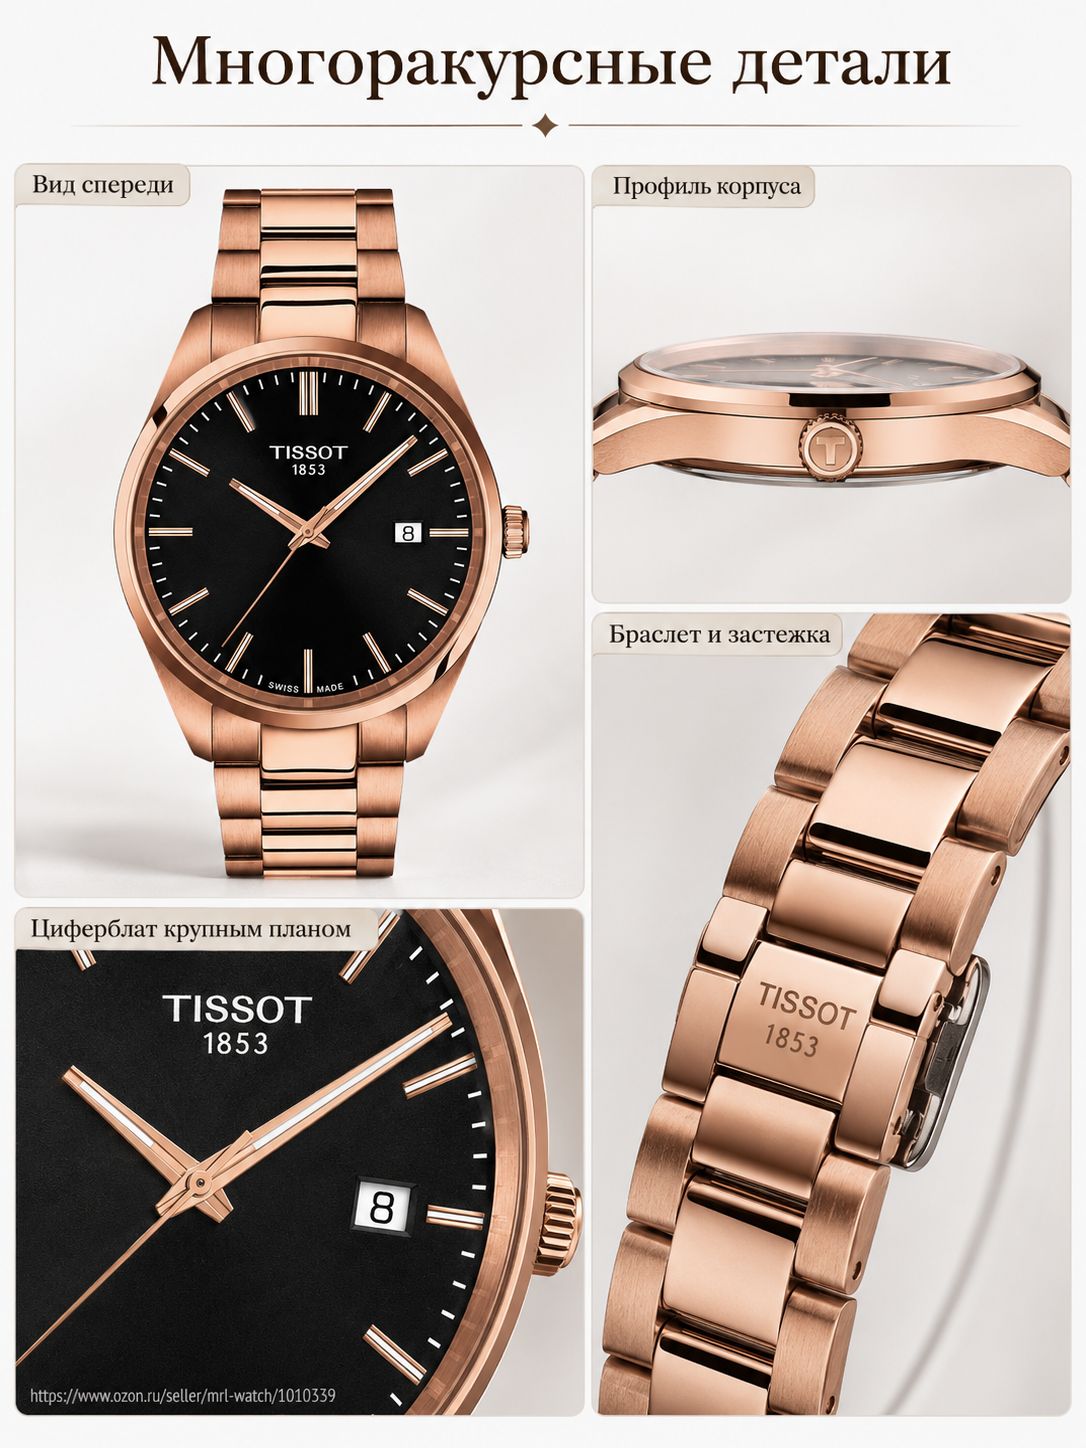 Многоракурсные детали
Вид спереди
TISSOT
1853
8
SWISS MADE
Профиль корпуса
T
Браслет и застежка
TISSOT
1853
Циферблат крупным планом
TISSOT
1853
8
https://www.ozon.ru/seller/mrl-watch/1010339